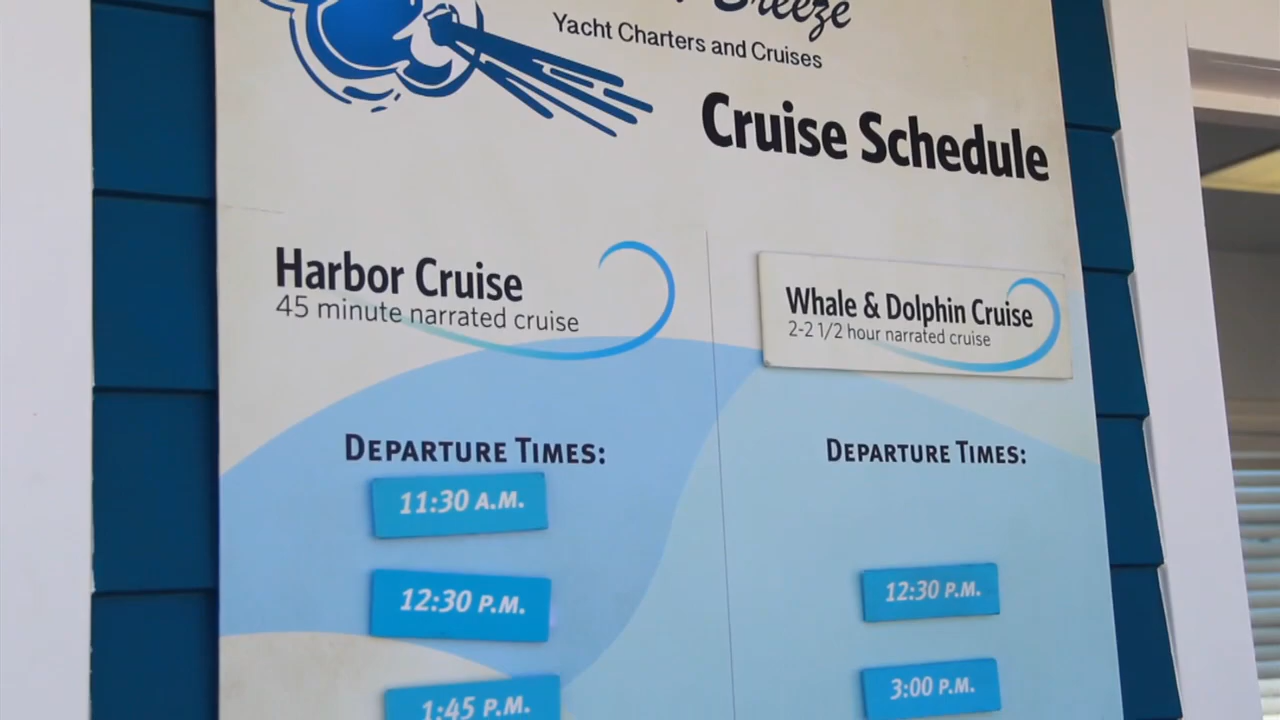 Breeze
Yacht Charters and Cruises
Cruise Schedule
Harbor Cruise
45 minute narrated cruise
Whale & Dolphin Cruise
2-2 1/2 hour narrated cruise
DEPARTURE TIMES:
11:30 A.M.
12:30 P.M.
1:45 P.M.
DEPARTURE TIMES:
12:30 P.M.
3:00 P.M.